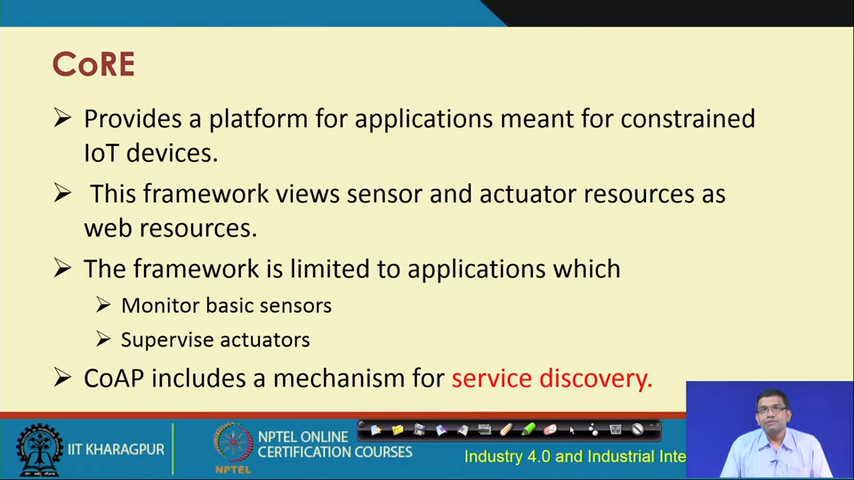 CoRE
➢ Provides a platform for applications meant for constrained
IoT devices.
➢ This framework views sensor and actuator resources as
web resources.
➢ The framework is limited to applications which
➢ Monitor basic sensors
➢ Supervise actuators
➢ CoAP includes a mechanism for service discovery.
IIT KHARAGPUR
NPTEL
NPTEL ONLINE
CERTIFICATION COURSES
Industry 4.0 and Industrial Inte